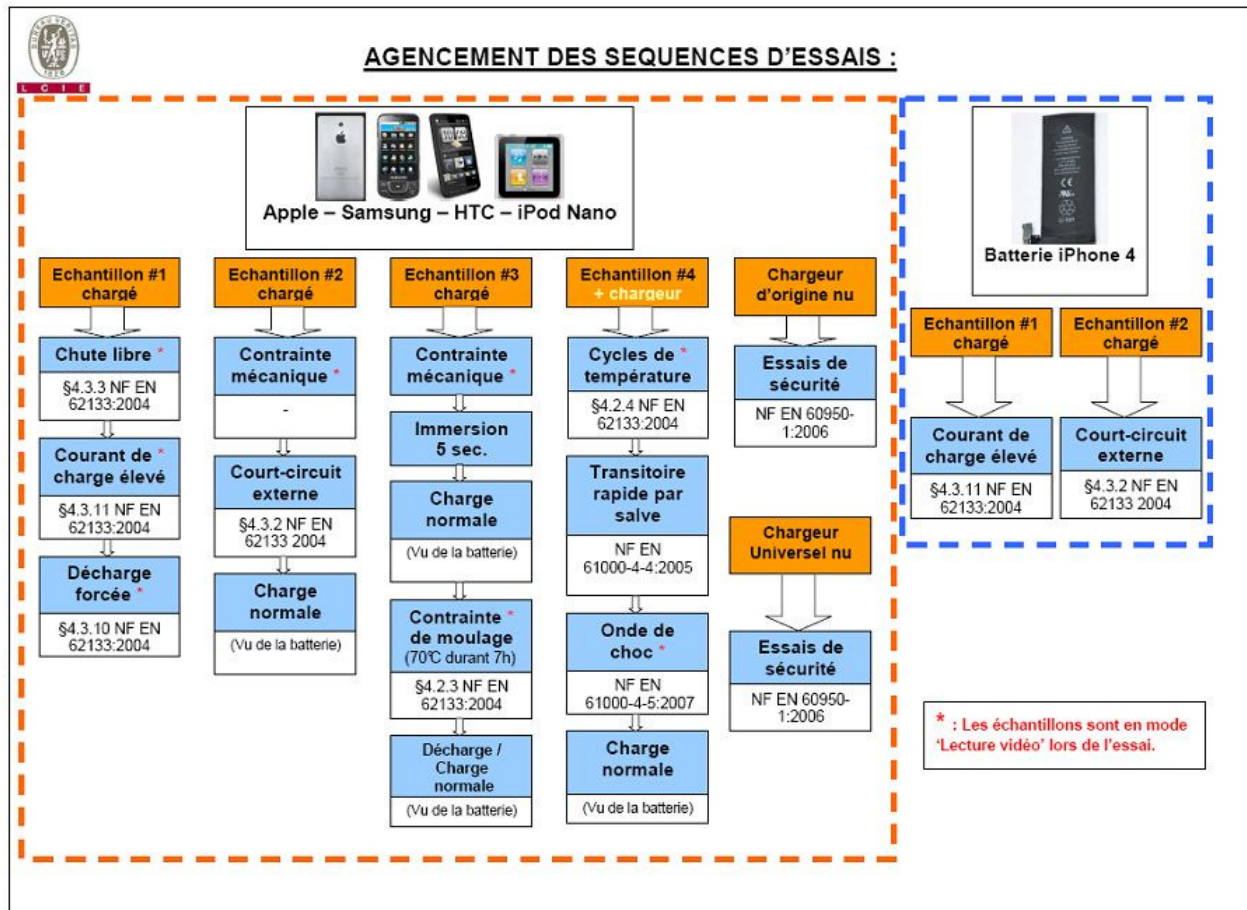 BUREAU VERITAS
1828
LCIE
AGENCEMENT DES SEQUENCES D'ESSAIS :
Apple – Samsung – HTC – iPod Nano
Echantillon #1
chargé
Chute libre *
§4.3.3 NF EN
62133:2004
Courant de *
charge élevé
§4.3.11 NF EN
62133:2004
Décharge
forcée *
§4.3.10 NF EN
62133:2004
Echantillon #2
chargé
Contrainte
mécanique *
-
Court-circuit
externe
§4.3.2 NF EN
62133 2004
Charge
normale
(Vu de la batterie)
Echantillon #3
chargé
Contrainte
mécanique *
Immersion
5 sec.
Charge
normale
(Vu de la batterie)
Contrainte *
de moulage
(70°C durant 7h)
§4.2.3 NF EN
62133:2004
Décharge /
Charge
normale
(Vu de la batterie)
Echantillon #4
+ chargeur
Cycles de *
température
§4.2.4 NF EN
62133:2004
Transitoire
rapide par
salve
NF EN
61000-4-4:2005
Onde de
choc *
NF EN
61000-4-5:2007
Charge
normale
(Vu de la batterie)
Chargeur
d'origine nu
Essais de
sécurité
NF EN 60950-
1:2006
Chargeur
Universel nu
Essais de
sécurité
NF EN 60950-
1:2006
Batterie iPhone 4
Echantillon #1
chargé
Courant de
charge élevé
§4.3.11 NF EN
62133:2004
Echantillon #2
chargé
Court-circuit
externe
§4.3.2 NF EN
62133 2004
* : Les échantillons sont en mode
'Lecture vidéo' lors de l'essai.